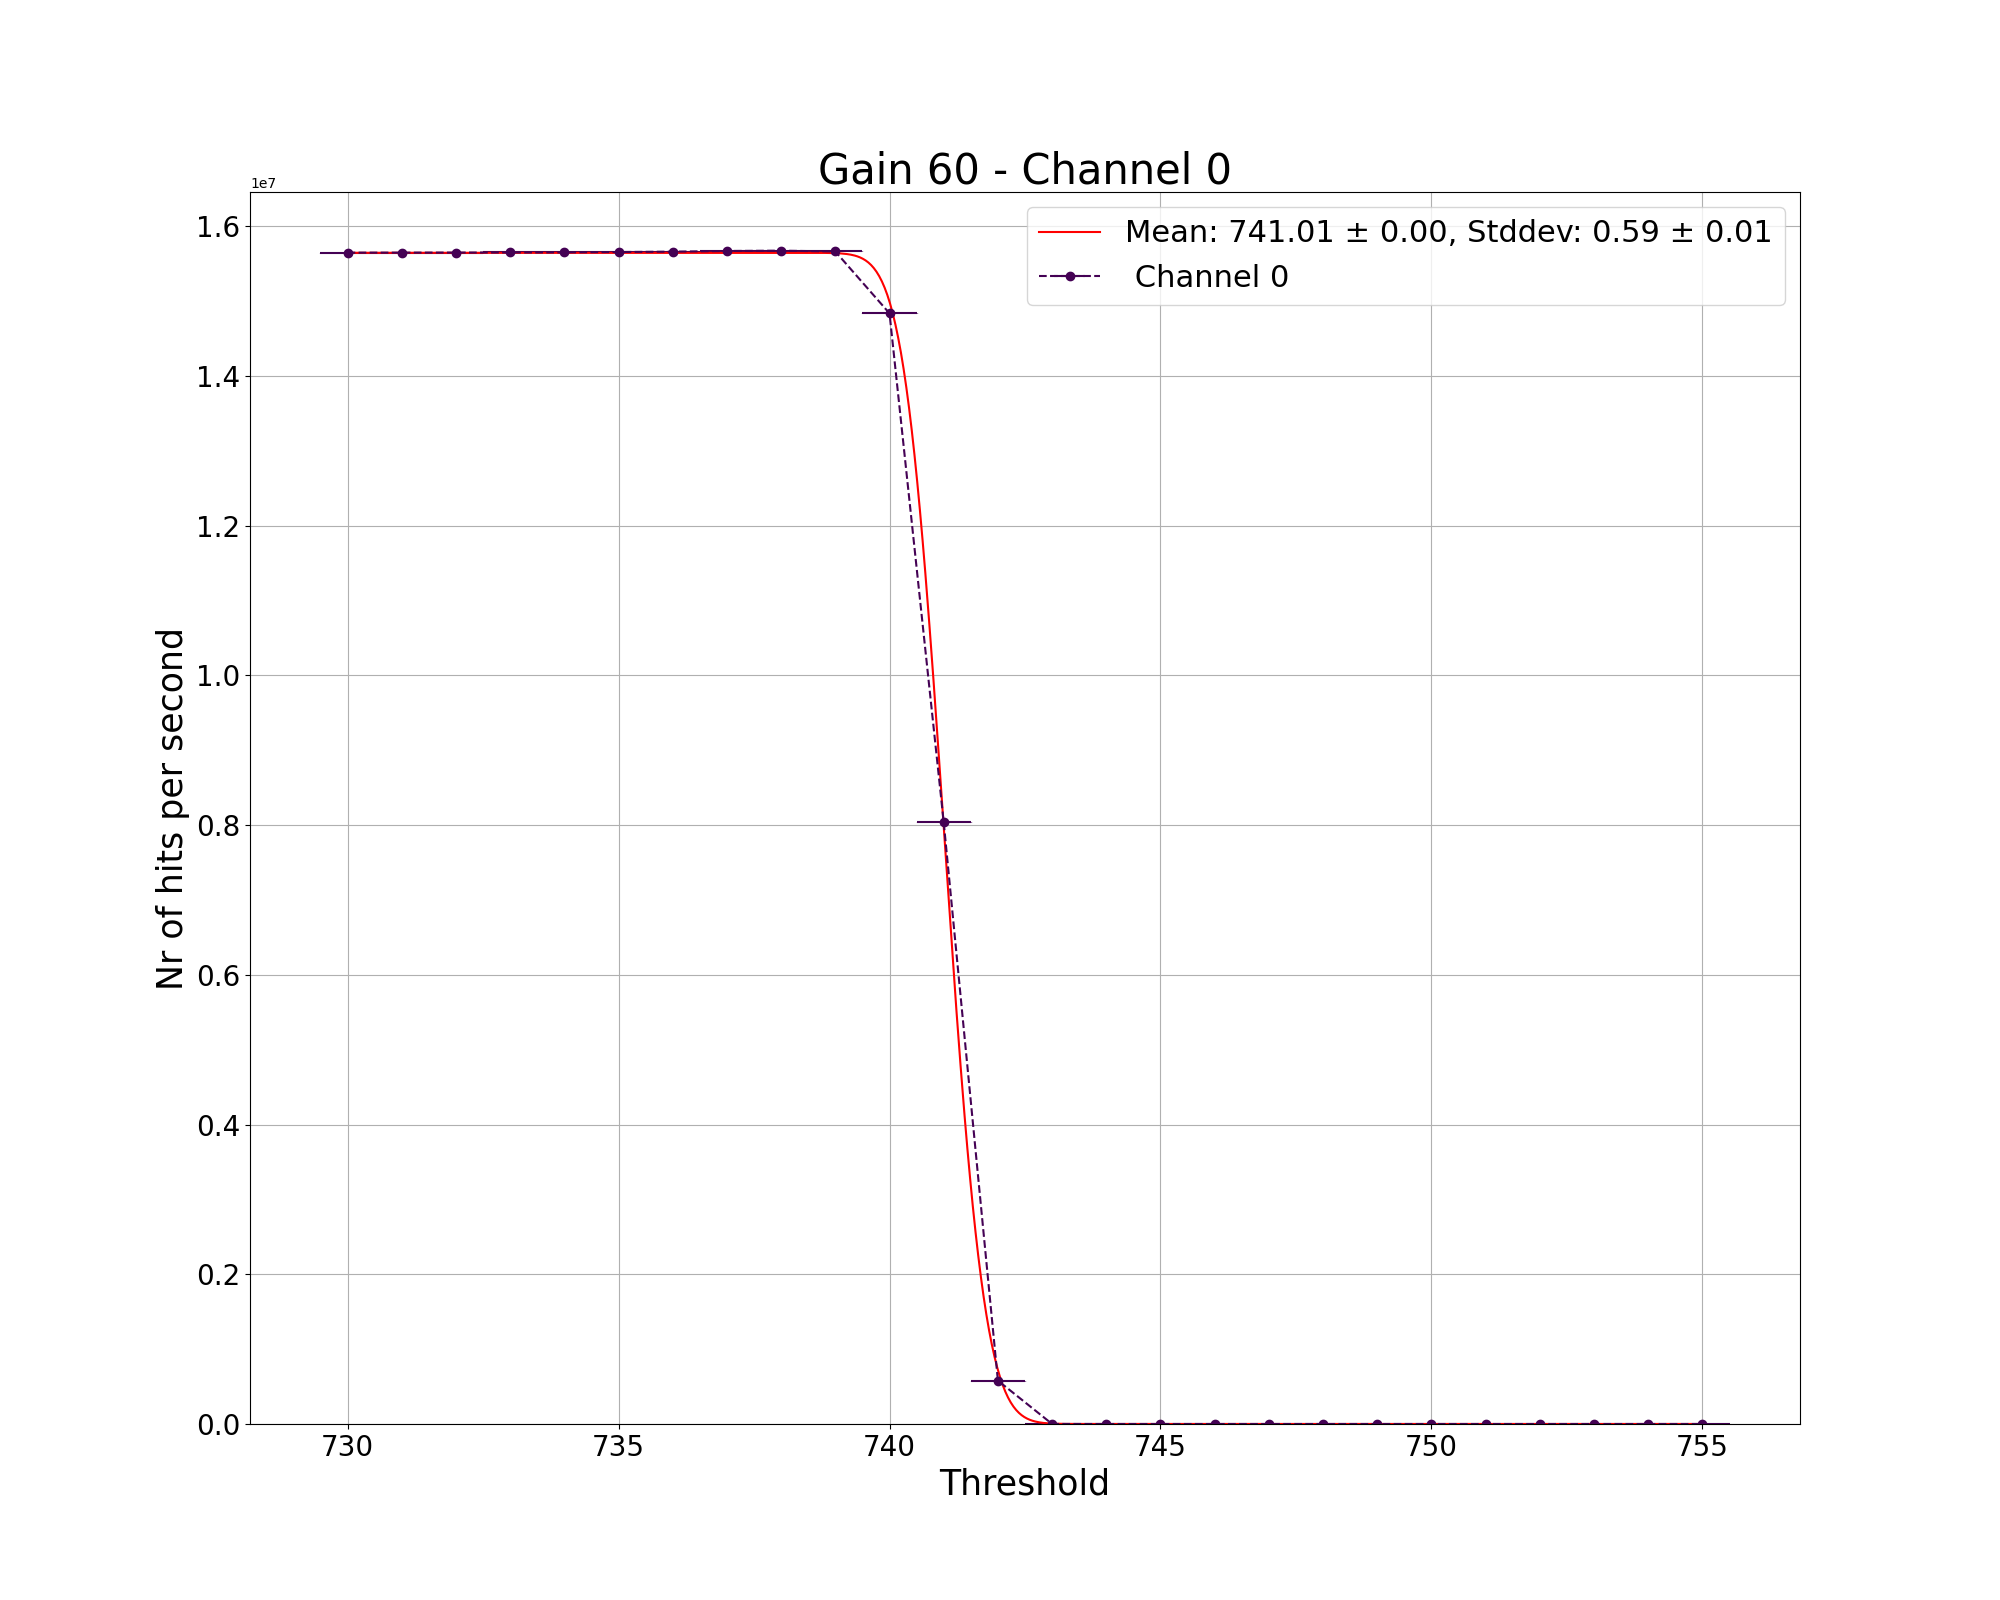 Gain 60 - Channel 0
1e7
Mean: 741.01 ± 0.00, Stddev: 0.59 ± 0.01
Channel 0
1.6
1.4
1.2
1.0
0.8
0.6
0.4
0.2
0.0
Nr of hits per second
730 735 740 745 750 755
Threshold